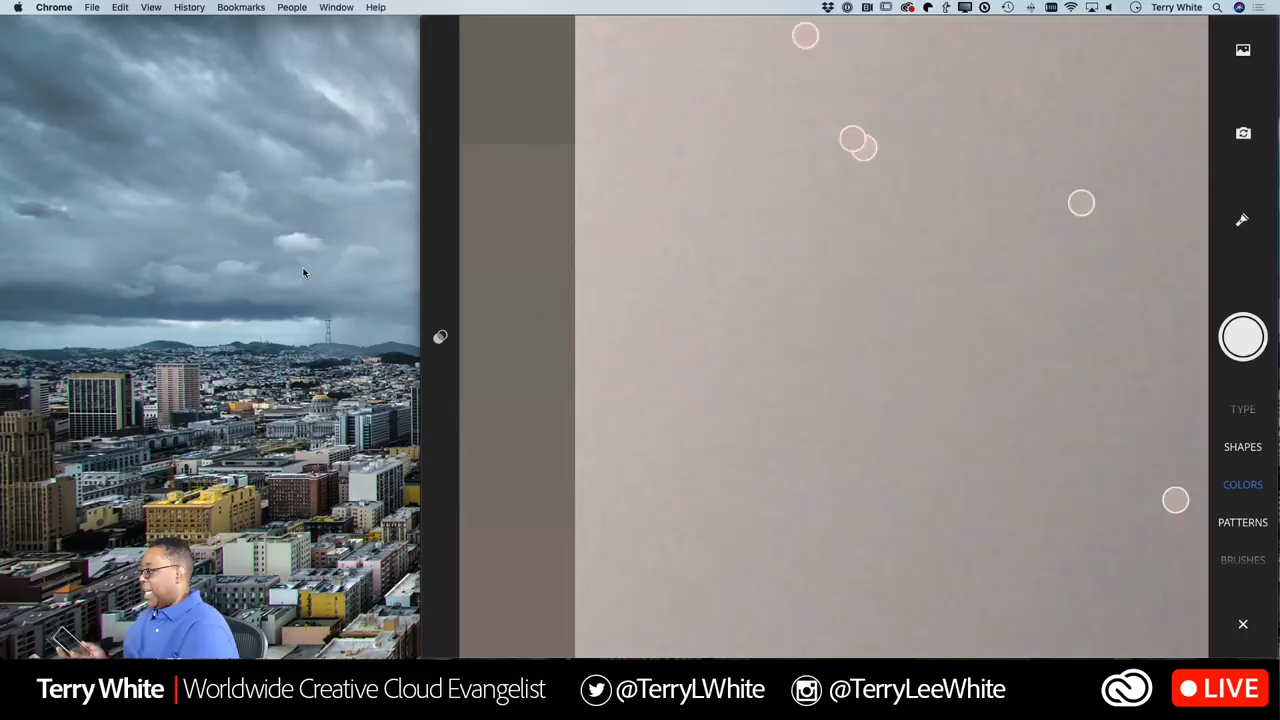 Chrome File Edit View History Bookmarks People Window Help
Terry White
TYPE
SHAPES
COLORS
PATTERNS
BRUSHES
Terry White | Worldwide Creative Cloud Evangelist @TerryLWhite @TerryLeeWhite LIVE